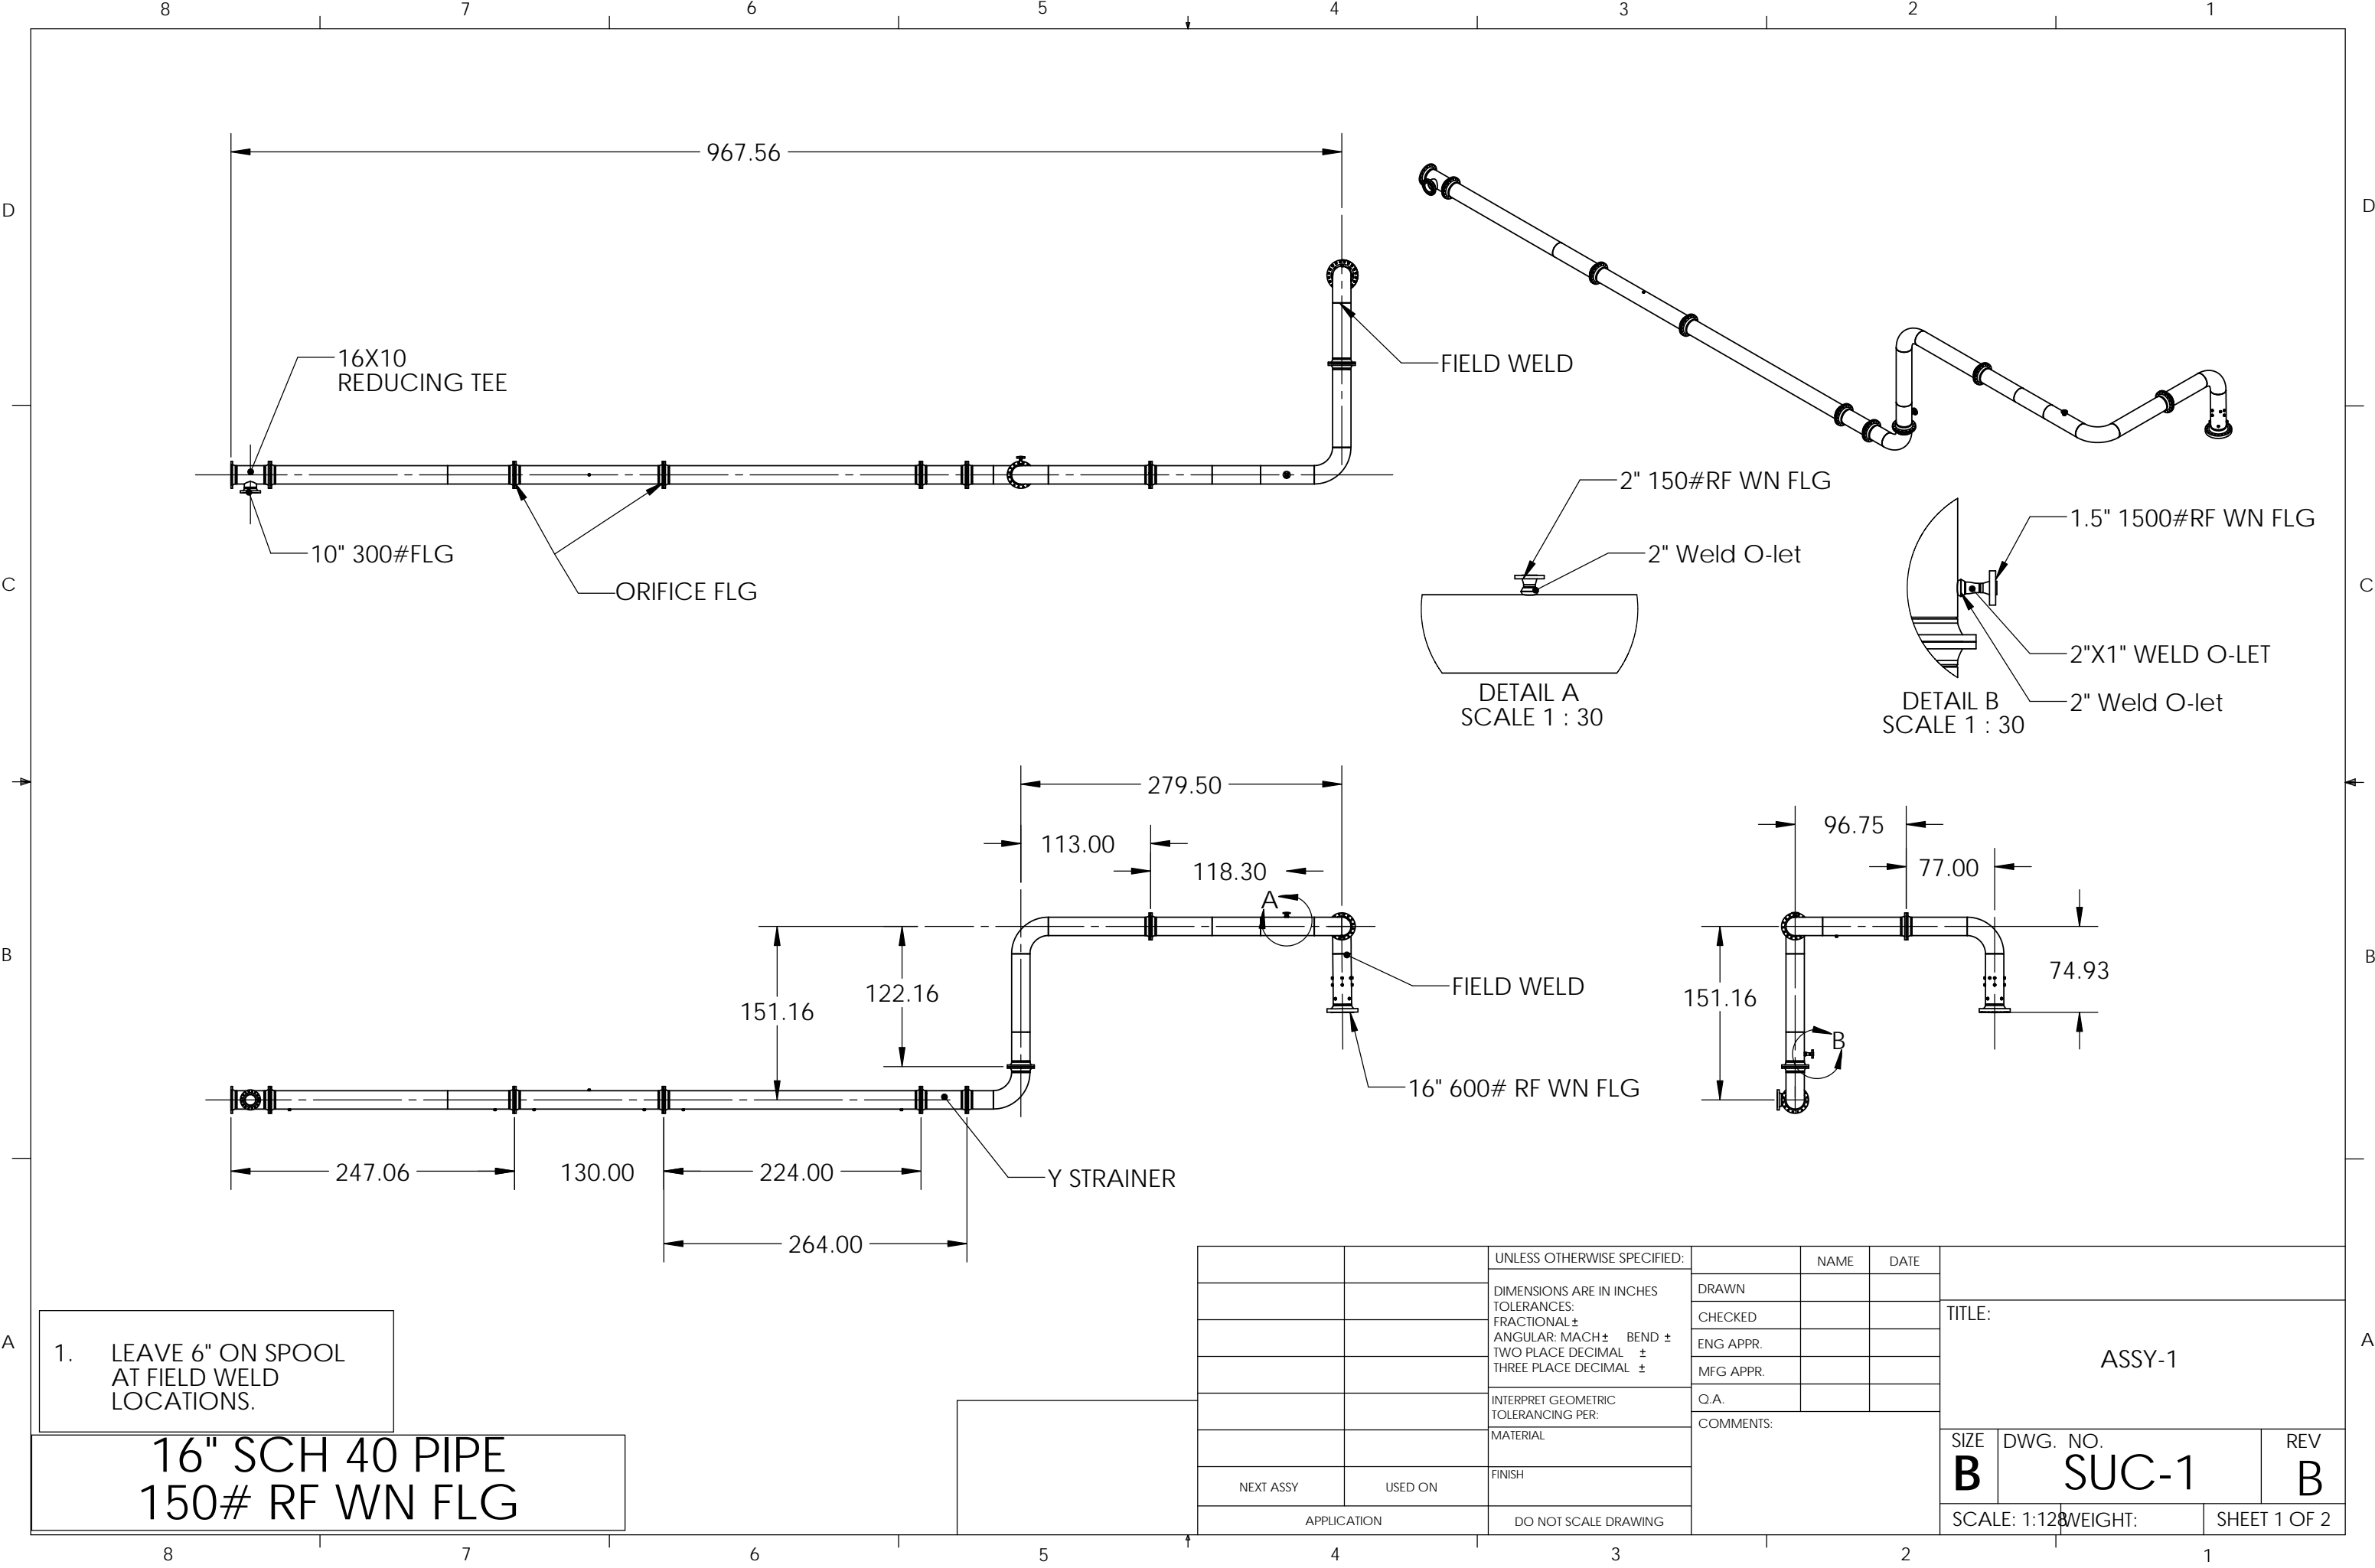 8 7 6 5 4 3 2 1
D D
C C
B B
A A
967.56
16X10
REDUCING TEE
10" 300#FLG
ORIFICE FLG
FIELD WELD
2" 150#RF WN FLG
2" Weld O-let
DETAIL A
SCALE 1 : 30
1.5" 1500#RF WN FLG
2"X1" WELD O-LET
2" Weld O-let
DETAIL B
SCALE 1 : 30
279.50
113.00
118.30
A
151.16
122.16
FIELD WELD
16" 600# RF WN FLG
247.06
130.00
224.00
Y STRAINER
264.00
96.75
77.00
74.93
151.16
B
1. LEAVE 6" ON SPOOL
AT FIELD WELD
LOCATIONS.
16" SCH 40 PIPE
150# RF WN FLG
NEXT ASSY USED ON
APPLICATION
UNLESS OTHERWISE SPECIFIED:
DIMENSIONS ARE IN INCHES
TOLERANCES:
FRACTIONAL ±
ANGULAR: MACH ± BEND ±
TWO PLACE DECIMAL ±
THREE PLACE DECIMAL ±
INTERPRET GEOMETRIC
TOLERANCING PER:
MATERIAL
FINISH
DO NOT SCALE DRAWING
NAME DATE
DRAWN
CHECKED
ENG APPR.
MFG APPR.
Q.A.
COMMENTS:
TITLE:
ASSY-1
SIZE DWG. NO. REV
B SUC-1 B
SCALE: 1:128 WEIGHT: SHEET 1 OF 2
8 7 6 5 4 3 2 1